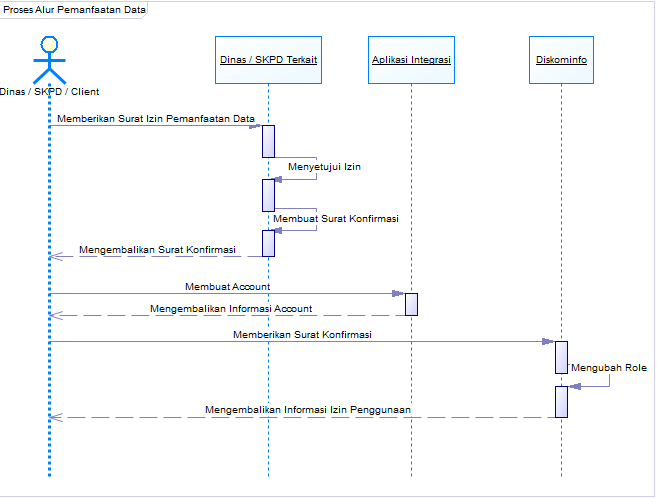 Proses Alur Pemanfaatan Data
Dinas / SKPD / Client
Dinas / SKPD Terkait
Aplikasi Integrasi
Diskominfo
Memberikan Surat Izin Pemanfaatan Data
Menyetujui Izin
Membuat Surat Konfirmasi
Mengembalikan Surat Konfirmasi
Membuat Account
Mengembalikan Informasi Account
Memberikan Surat Konfirmasi
Mengubah Role
Mengembalikan Informasi Izin Penggunaan